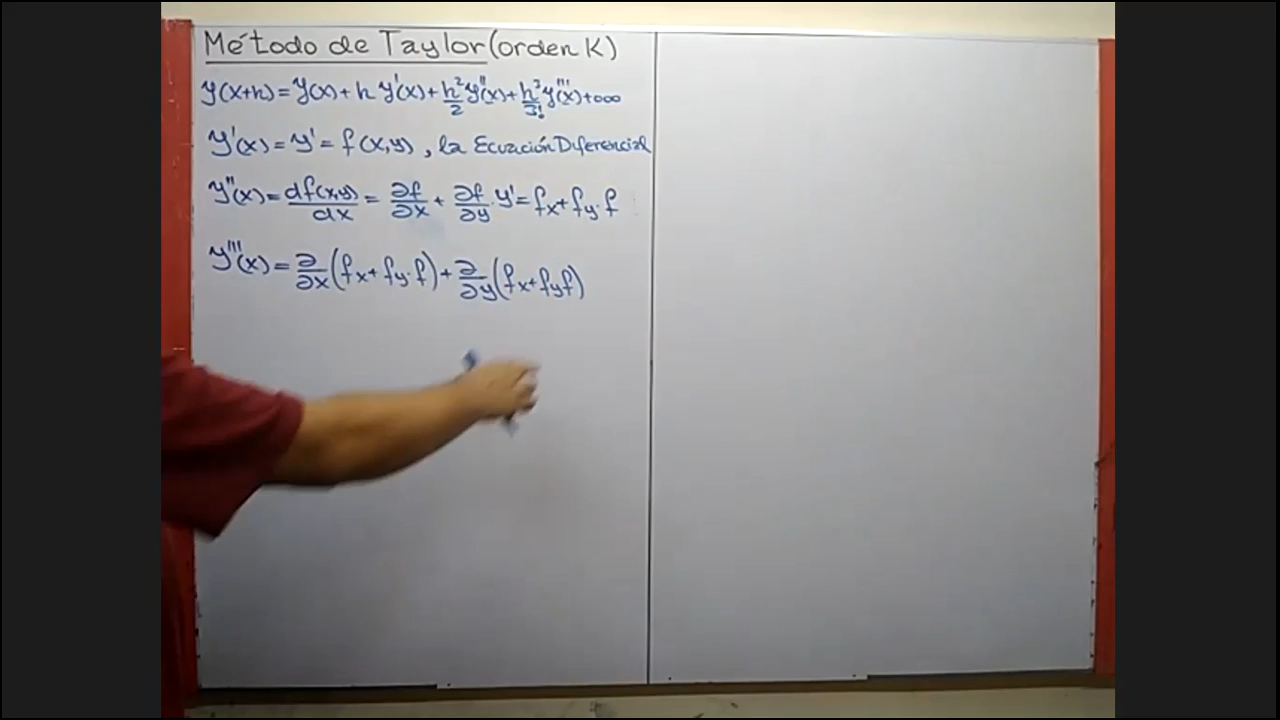 Método de Taylor (orden K)
y(x+h) = y(x) + h y'(x) + h²/2 y''(x) + h³/3! y'''(x) + ∘∘∘
y'(x) = y' = f(x,y), la Ecuación Diferencial
y''(x) = df(x,y)/dx = ∂f/∂x + ∂f/∂y · y' = fx + fy · f
y'''(x) = ∂/∂x (fx + fy · f) + ∂/∂y (fx + fy f)